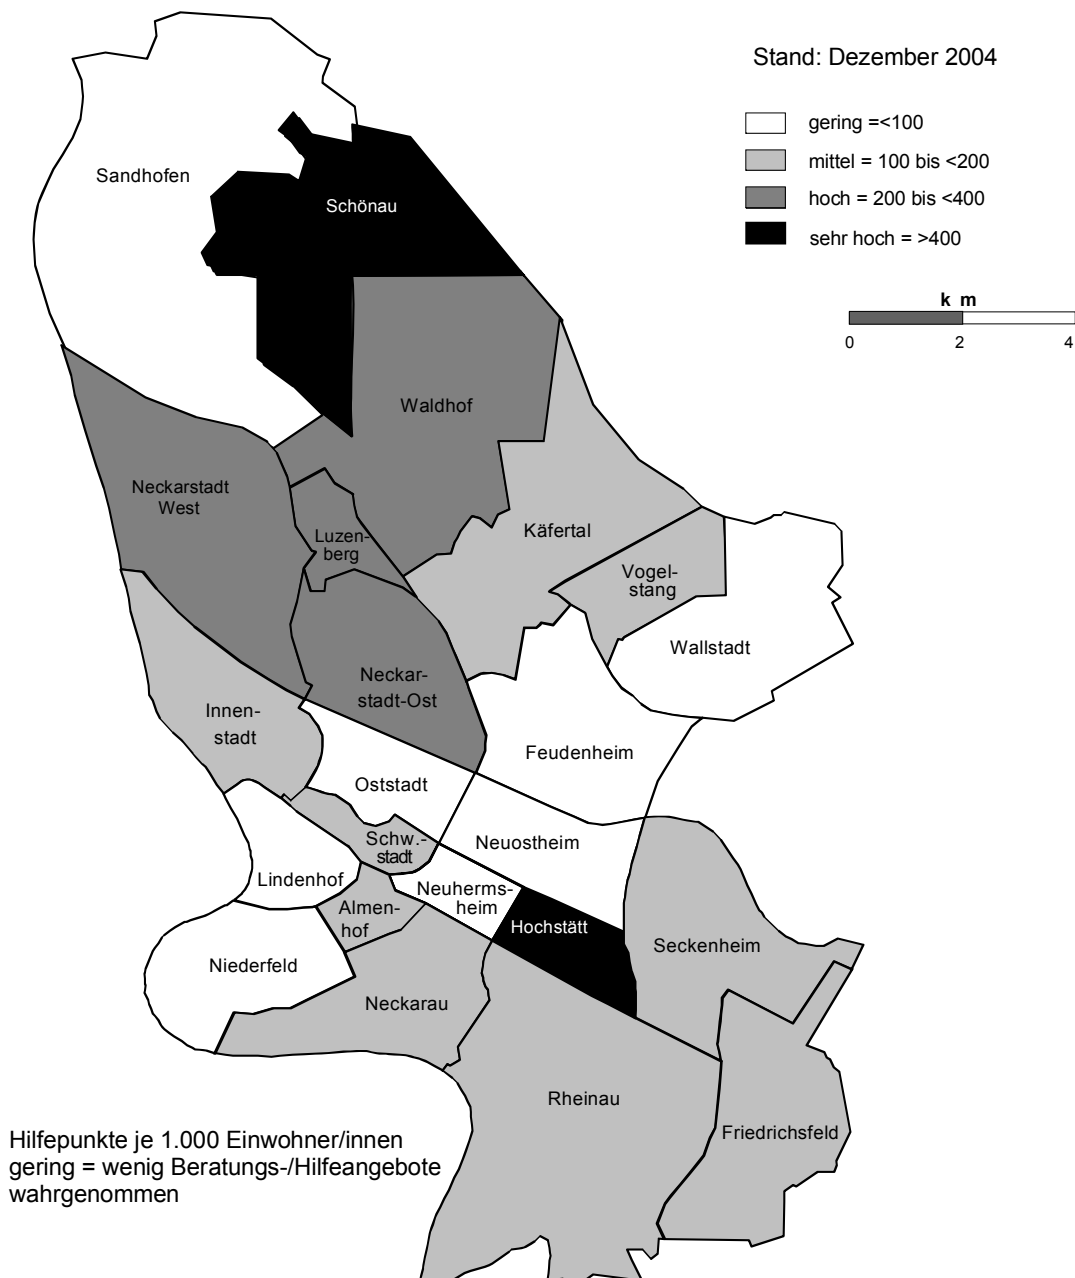 Stand: Dezember 2004
gering =<100
mittel = 100 bis <200
hoch = 200 bis <400
sehr hoch = >400
k m
0 2 4
Sandhofen
Schönau
Waldhof
Neckarstadt
West
Luzen-
berg
Käfertal
Vogel-
stang
Wallstadt
Neckar-
stadt-Ost
Innen-
stadt
Feudenheim
Oststadt
Schw.-
stadt
Neuostheim
Lindenhof
Neuherms-
heim
Almen-
hof
Hochstätt
Seckenheim
Niederfeld
Neckarau
Rheinau
Friedrichsfeld
Hilfepunkte je 1.000 Einwohner/innen
gering = wenig Beratungs-/Hilfeangebote
wahrgenommen